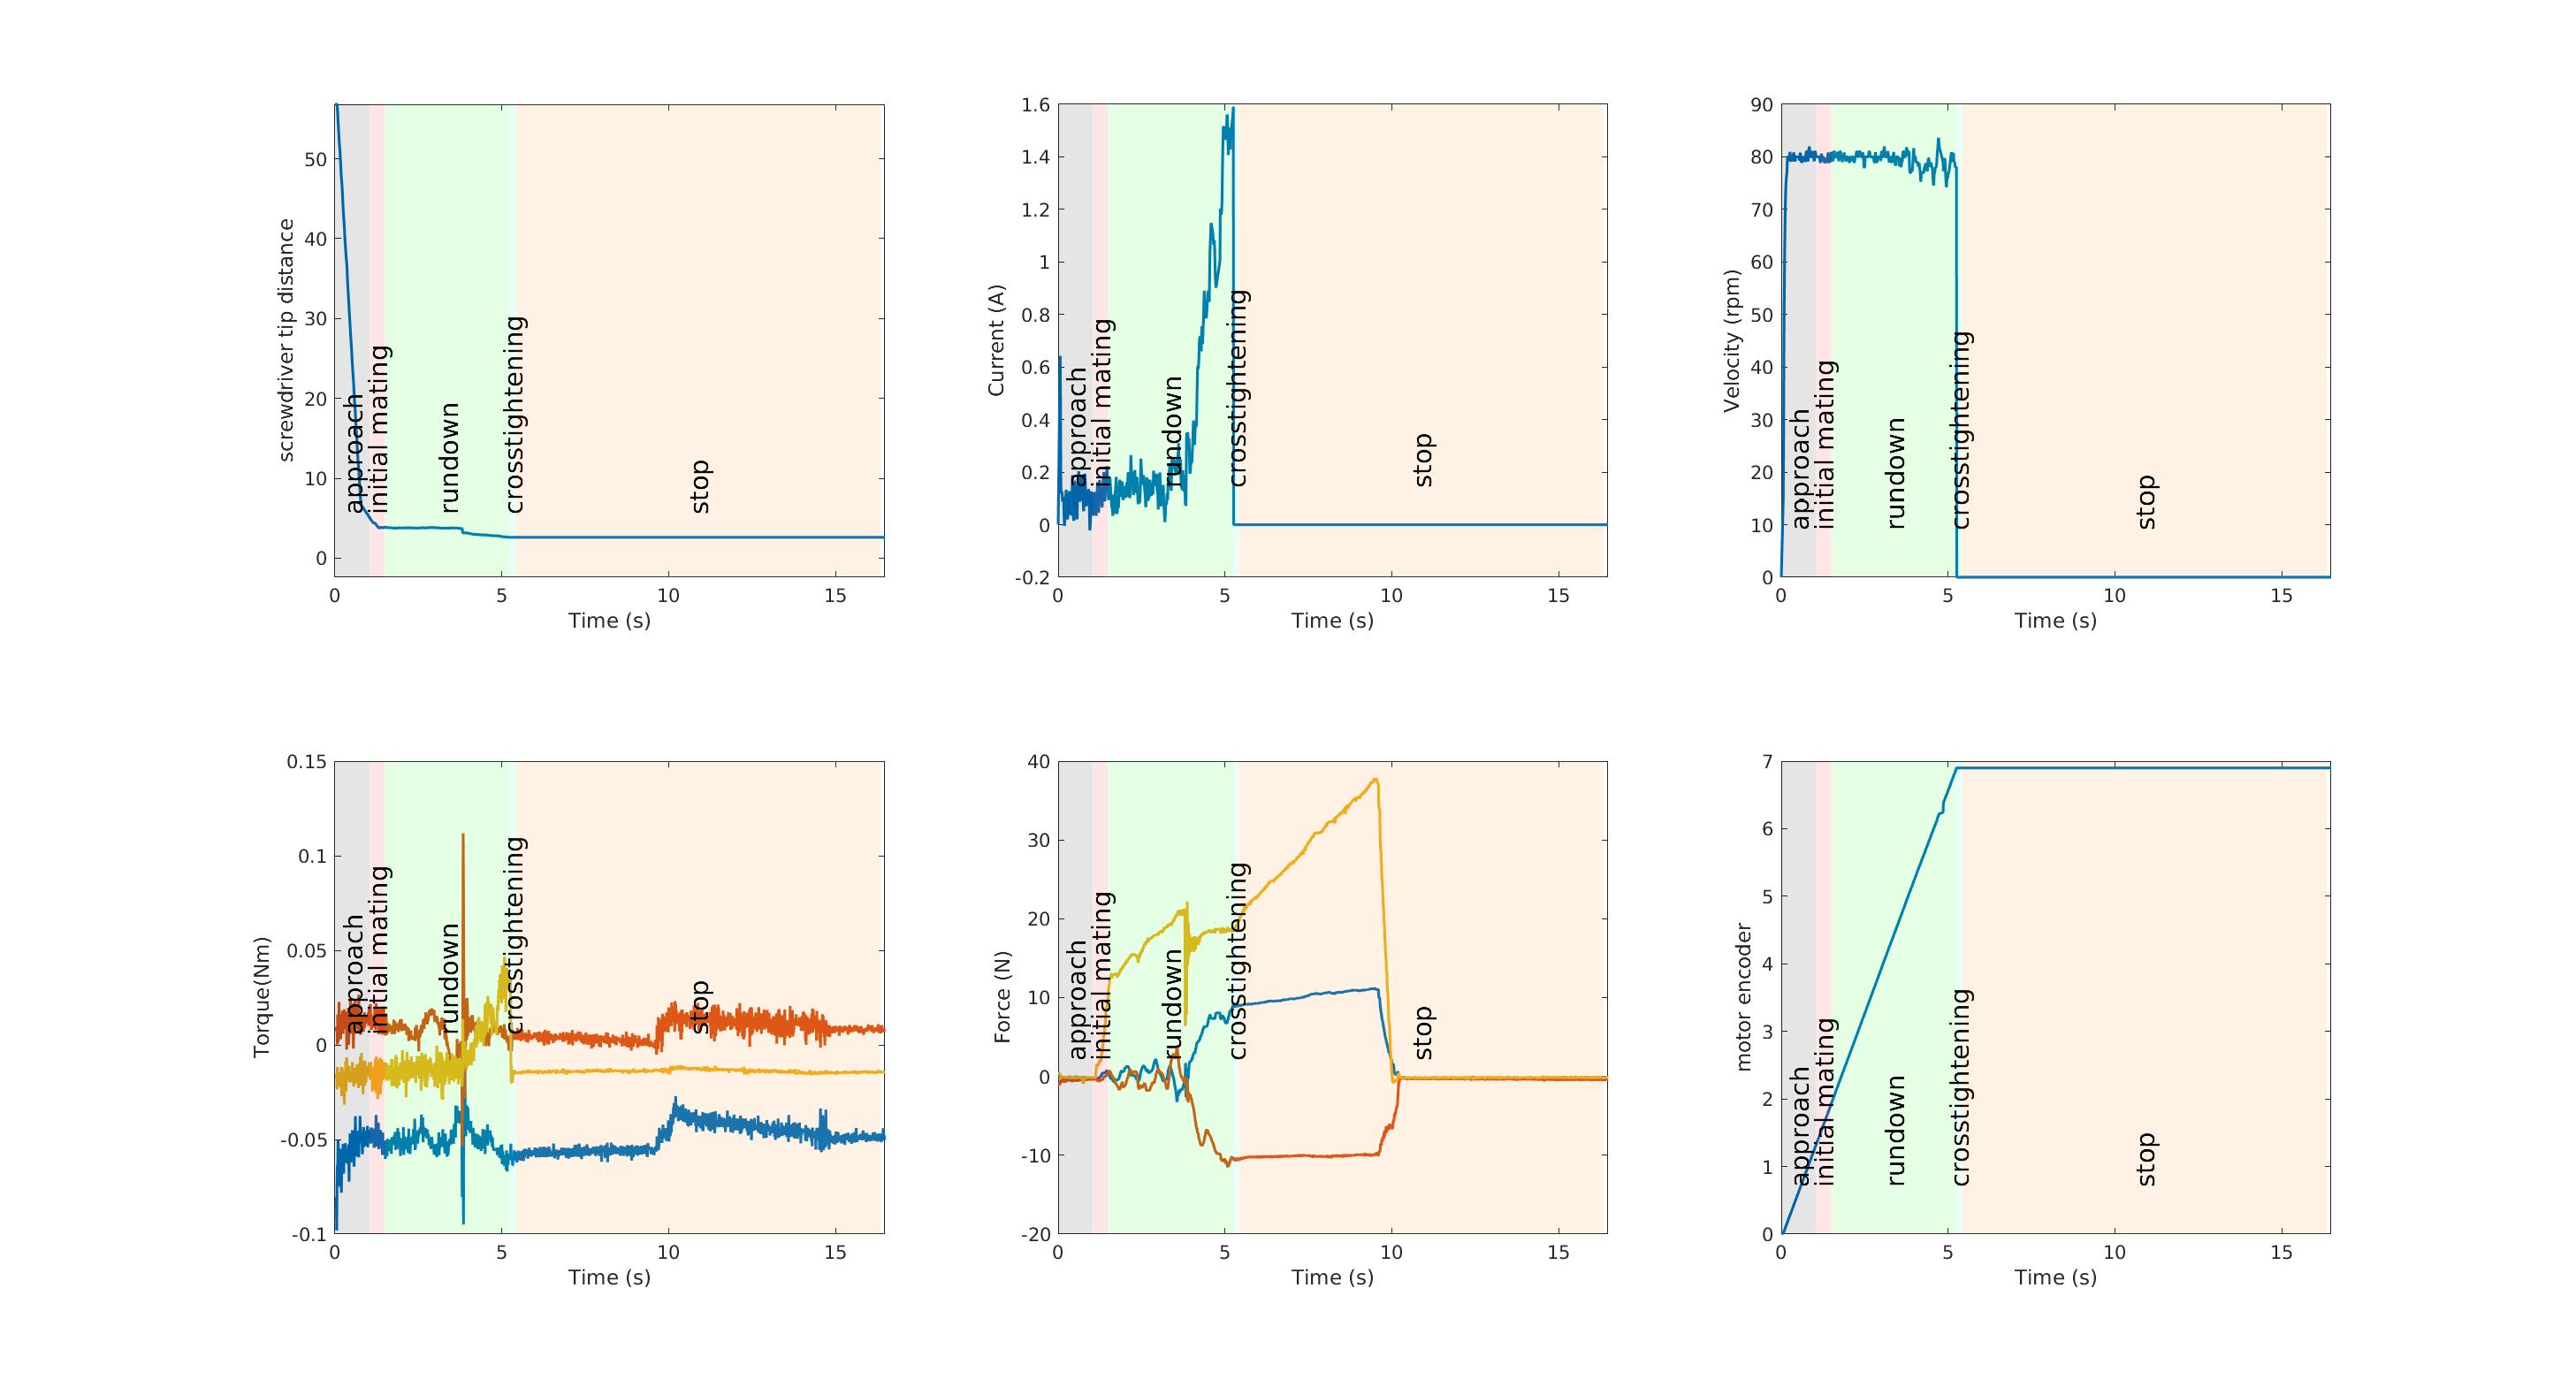 screwdriver tip distance
50
40
30
20
10
0
approach
initial mating
rundown
crosstightening
stop
0 5 10 15
Time (s)
Current (A)
1.6
1.4
1.2
1
0.8
0.6
0.4
0.2
0
-0.2
approach
initial mating
rundown
crosstightening
stop
0 5 10 15
Time (s)
Velocity (rpm)
90
80
70
60
50
40
30
20
10
0
approach
initial mating
rundown
crosstightening
stop
0 5 10 15
Time (s)
Torque(Nm)
0.15
0.1
0.05
0
-0.05
-0.1
approach
initial mating
rundown
crosstightening
stop
0 5 10 15
Time (s)
Force (N)
40
30
20
10
0
-10
-20
approach
initial mating
rundown
crosstightening
stop
0 5 10 15
Time (s)
motor encoder
7
6
5
4
3
2
1
0
approach
initial mating
rundown
crosstightening
stop
0 5 10 15
Time (s)